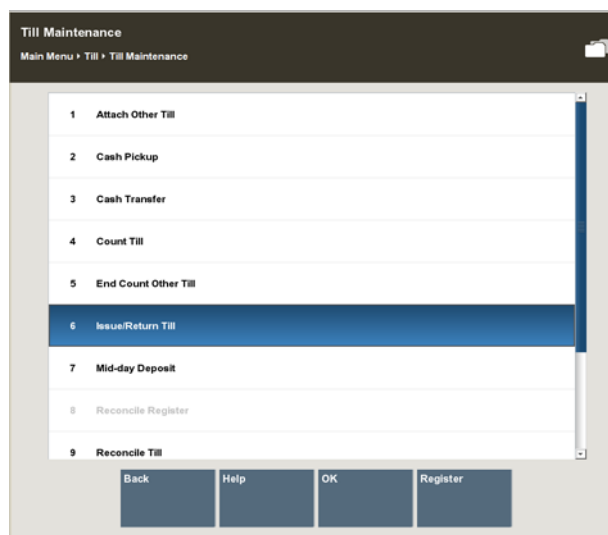 Till Maintenance
Main Menu ▸ Till ▸ Till Maintenance
1 Attach Other Till
2 Cash Pickup
3 Cash Transfer
4 Count Till
5 End Count Other Till
6 Issue/Return Till
7 Mid-day Deposit
8 Reconcile Register
9 Reconcile Till
Back Help OK Register